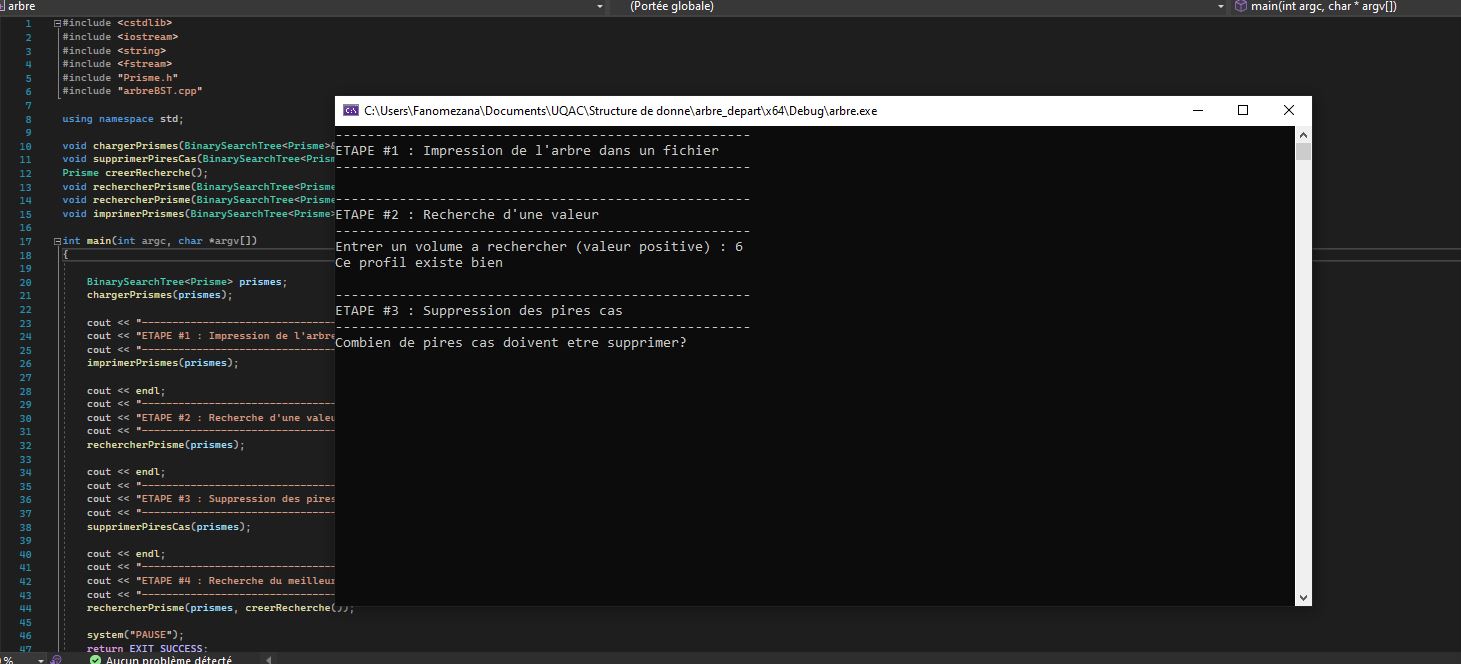 arbre (Portée globale) main(int argc, char * argv[])
1 #include <cstdlib>
2 #include <iostream>
3 #include <string>
4 #include <fstream>
5 #include "Prisme.h"
6 #include "arbreBST.cpp"
7
8 using namespace std;
9
10 void chargerPrismes(BinarySearchTree<Prisme>&
11 void supprimerPiresCas(BinarySearchTree<Prism
12 Prisme creerRecherche();
13 void rechercherPrisme(BinarySearchTree<Prisme
14 void rechercherPrisme(BinarySearchTree<Prisme
15 void imprimerPrismes(BinarySearchTree<Prisme>
16
17 int main(int argc, char *argv[])
18 {
19
20 BinarySearchTree<Prisme> prismes;
21 chargerPrismes(prismes);
22
23 cout << "--------------------------------
24 cout << "ETAPE #1 : Impression de l'arbre
25 cout << "--------------------------------
26 imprimerPrismes(prismes);
27
28 cout << endl;
29 cout << "--------------------------------
30 cout << "ETAPE #2 : Recherche d'une valeu
31 cout << "--------------------------------
32 rechercherPrisme(prismes);
33
34 cout << endl;
35 cout << "--------------------------------
36 cout << "ETAPE #3 : Suppression des pires
37 cout << "--------------------------------
38 supprimerPiresCas(prismes);
39
40 cout << endl;
41 cout << "--------------------------------
42 cout << "ETAPE #4 : Recherche du meilleur
43 cout << "--------------------------------
44 rechercherPrisme(prismes, creerRecherche());
45
46 system("PAUSE");
47 return EXIT_SUCCESS;
% Aucun problème détecté
C:\Users\Fanomezana\Documents\UQAC\Structure de donne\arbre_depart\x64\Debug\arbre.exe
----------------------------------------------------
ETAPE #1 : Impression de l'arbre dans un fichier
----------------------------------------------------
----------------------------------------------------
ETAPE #2 : Recherche d'une valeur
----------------------------------------------------
Entrer un volume a rechercher (valeur positive) : 6
Ce profil existe bien
----------------------------------------------------
ETAPE #3 : Suppression des pires cas
----------------------------------------------------
Combien de pires cas doivent etre supprimer?